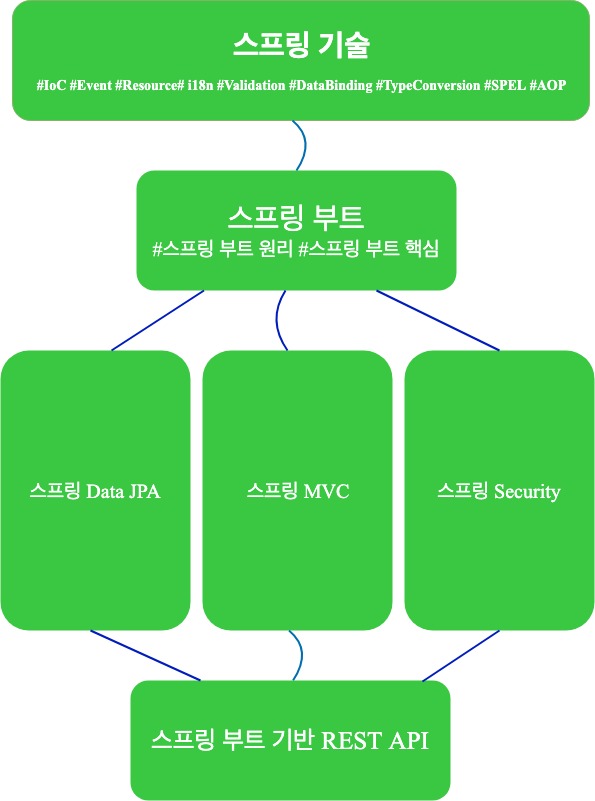 스프링 기술
#IoC #Event #Resource# i18n #Validation #DataBinding #TypeConversion #SPEL #AOP
스프링 부트
#스프링 부트 원리 #스프링 부트 핵심
스프링 Data JPA
스프링 MVC
스프링 Security
스프링 부트 기반 REST API